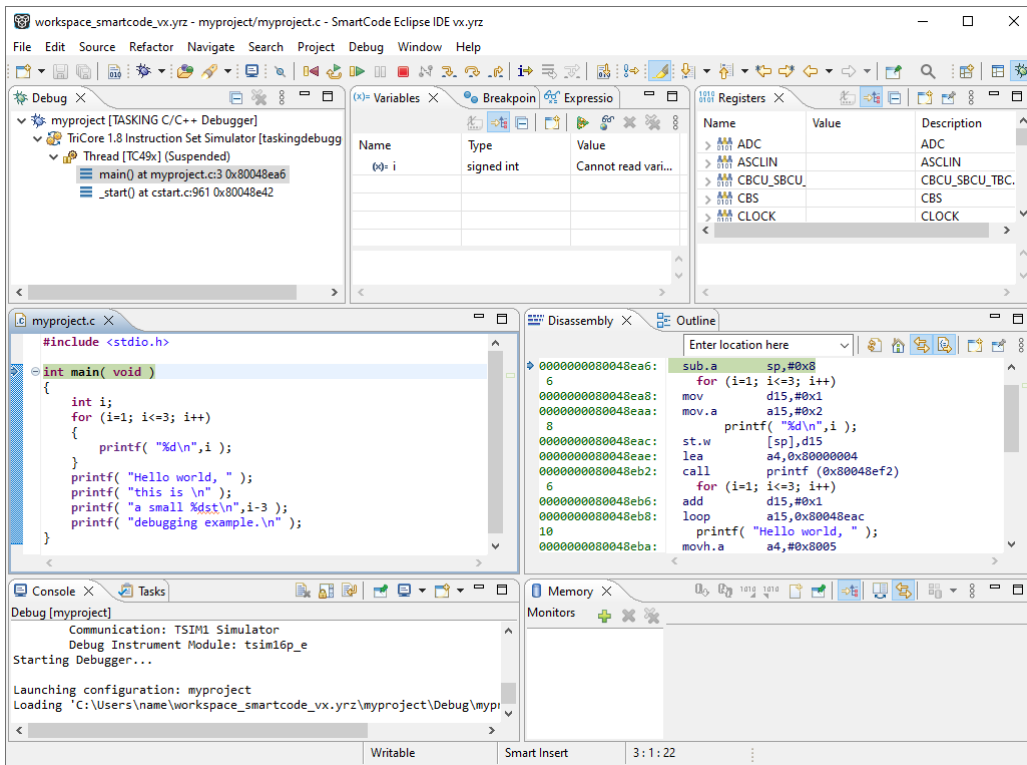 workspace_smartcode_vx.yrz - myproject/myproject.c - SmartCode Eclipse IDE vx.yrz
File Edit Source Refactor Navigate Search Project Debug Window Help
Debug
myproject [TASKING C/C++ Debugger]
TriCore 1.8 Instruction Set Simulator [taskingdebugg
Thread [TC49x] (Suspended)
main() at myproject.c:3 0x80048ea6
_start() at cstart.c:961 0x80048e42
(x)= Variables Breakpoin Expressio
Name Type Value
(x)= i signed int Cannot read vari...
1010 0101 Registers
Name Value Description
ADC ADC
ASCLIN ASCLIN
CBCU_SBCU_ CBCU_SBCU_TBC.
CBS CBS
CLOCK CLOCK
myproject.c
#include <stdio.h>
int main( void )
{
int i;
for (i=1; i<=3; i++)
{
printf( "%d\n",i );
}
printf( "Hello world, " );
printf( "this is \n" );
printf( "a small %dst\n",i-3 );
printf( "debugging example.\n" );
}
Disassembly Outline
Enter location here
0000000080048ea6: sub.a sp,#0x8
6 for (i=1; i<=3; i++)
0000000080048ea8: mov d15,#0x1
0000000080048eaa: mov.a a15,#0x2
8 printf( "%d\n",i );
0000000080048eac: st.w [sp],d15
0000000080048eae: lea a4,0x80000004
0000000080048eb2: call printf (0x80048ef2)
6 for (i=1; i<=3; i++)
0000000080048eb6: add d15,#0x1
0000000080048eb8: loop a15,0x80048eac
10 printf( "Hello world, " );
0000000080048eba: movh.a a4,#0x8005
Console Tasks
Debug [myproject]
Communication: TSIM1 Simulator
Debug Instrument Module: tsim16p_e
Starting Debugger...
Launching configuration: myproject
Loading 'C:\Users\name\workspace_smartcode_vx.yrz\myproject\Debug\mypr
Memory
Monitors
Writable Smart Insert 3 : 1 : 22